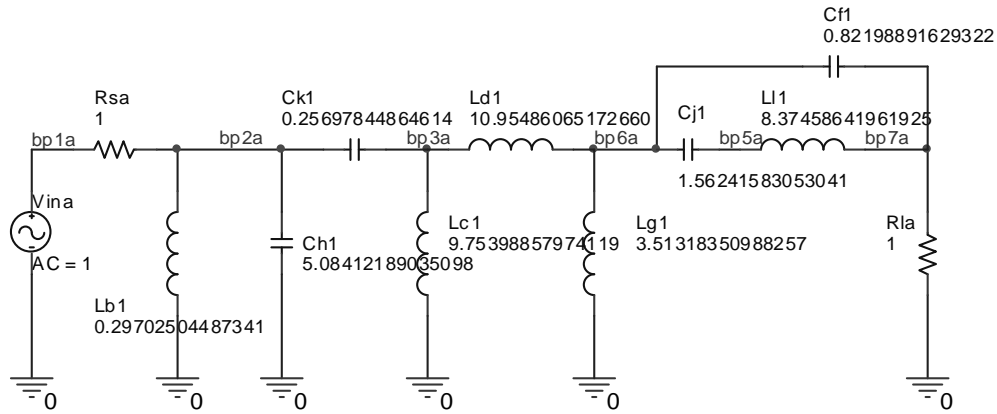 Cf1
0.82198891629322
Rsa
1
Ck1
0.25697844864614
Ld1
10.95486065172660
Cj1
Ll1
8.37458641961925
bp1a
bp2a
bp3a
bp6a
bp5a
bp7a
1.56241583053041
Vina
AC = 1
Ch1
5.08412189035098
Lc1
9.75398857974119
Lg1
3.51318350988257
Rla
1
Lb1
0.29702504487341
0
0
0
0
0
0